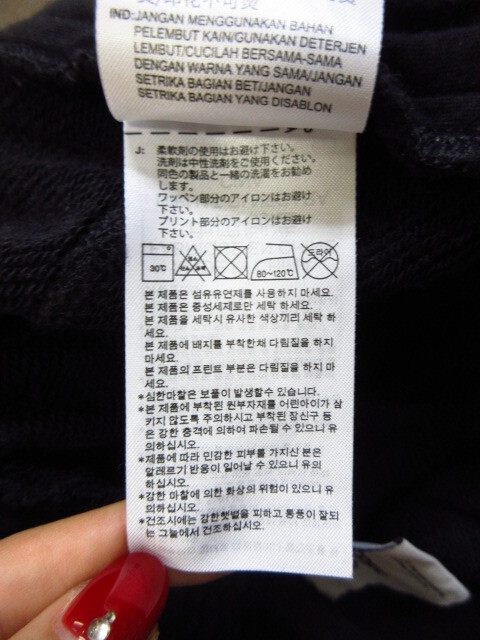 IND:JANGAN MENGGUNAKAN BAHAN
PELEMBUT KAIN/GUNAKAN DETERJEN
LEMBUT/CUCILAH BERSAMA-SAMA
DENGAN WARNA YANG SAMA/JANGAN
SETRIKA BAGIAN BET/JANGAN
SETRIKA BAGIAN YANG DISABLON
J: 柔軟剤の使用はお避け下さい。
洗剤は中性洗剤をご使用ください。
同色の製品と一緒の洗濯をお勧め
します。
ワッペン部分のアイロンはお避け
下さい。
プリント部分のアイロンはお避け
下さい。
30℃
80~120℃
드라이
본 제품은 섬유유연제를 사용하지 마세요.
본 제품은 중성세제로만 세탁 하세요.
본 제품을 세탁시 유사한 색상끼리 세탁 하
세요.
본 제품에 배지를 부착한채 다림질을 하지
마세요.
본 제품의 프린트 부분은 다림질을 하지 마
세요.
*심한마찰은 보풀이 발생할수 있습니다.
*본 제품에 부착된 원부자재를 어린아이가 삼
키지 않도록 주의하시고 부착된 장신구 등
은 강한 충격에 의하여 파손될 수 있으니 유
의하십시오.
*제품에 따라 민감한 피부를 가지신 분은
알레르기 반응이 일어날 수 있으니 유의
하십시오.
*강한 마찰에 의한 화상의 위험이 있으니 유
의하십시오.
*건조시에는 강한햇볕을 피하고 통풍이 잘되
는 그늘에서 건조하십시오.